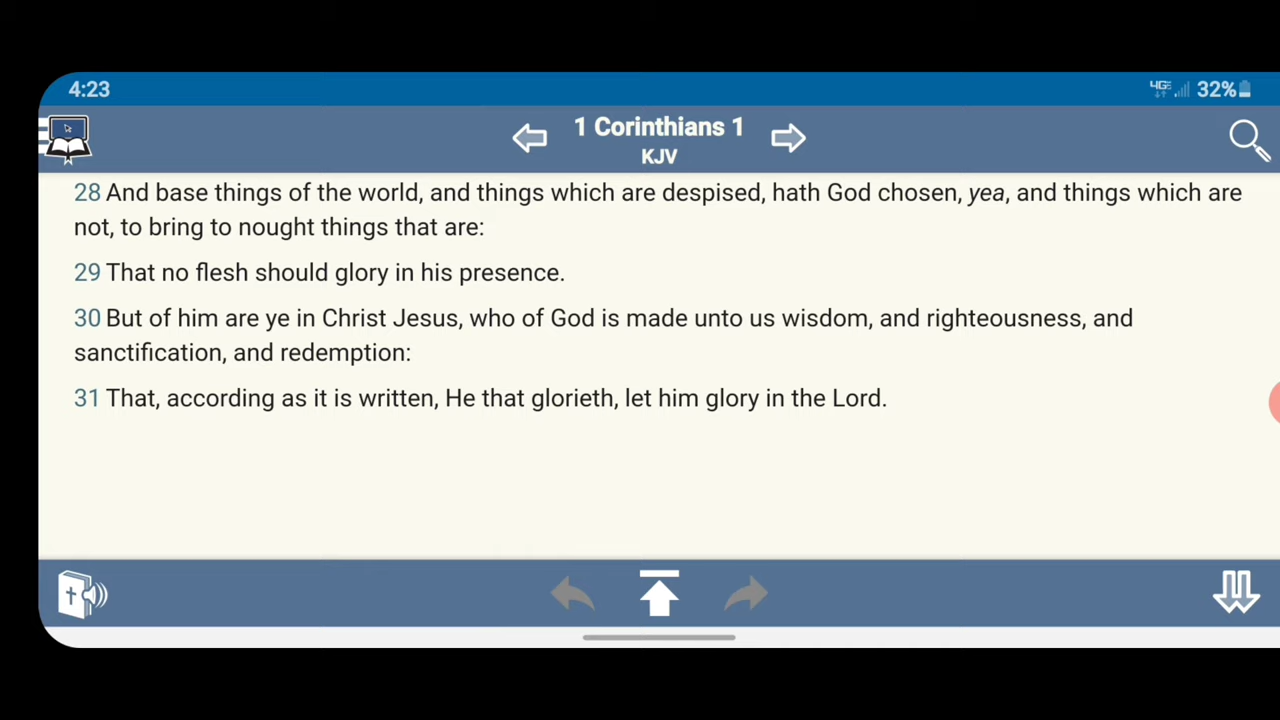 4:23
4GE 32%
1 Corinthians 1
KJV
28 And base things of the world, and things which are despised, hath God chosen, yea, and things which are
not, to bring to nought things that are:
29 That no flesh should glory in his presence.
30 But of him are ye in Christ Jesus, who of God is made unto us wisdom, and righteousness, and
sanctification, and redemption:
31 That, according as it is written, He that glorieth, let him glory in the Lord.